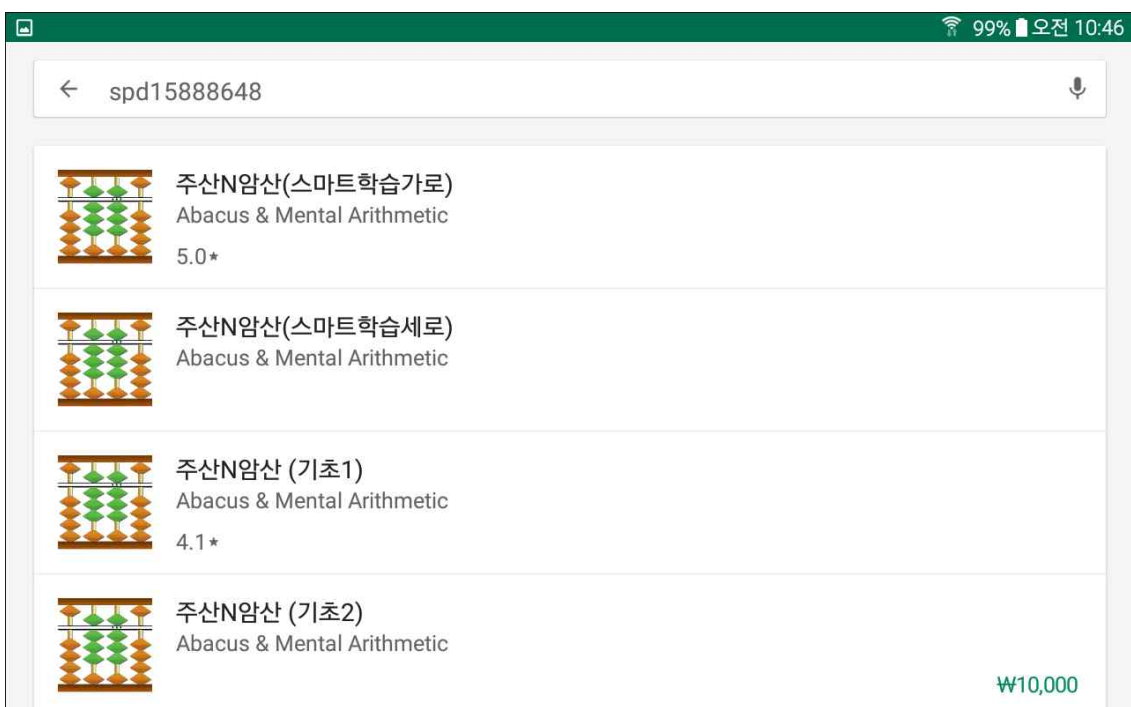 99% 오전 10:46
spd15888648
주산N암산(스마트학습가로)
Abacus & Mental Arithmetic
5.0★
주산N암산(스마트학습세로)
Abacus & Mental Arithmetic
주산N암산 (기초1)
Abacus & Mental Arithmetic
4.1★
주산N암산 (기초2)
Abacus & Mental Arithmetic
₩10,000